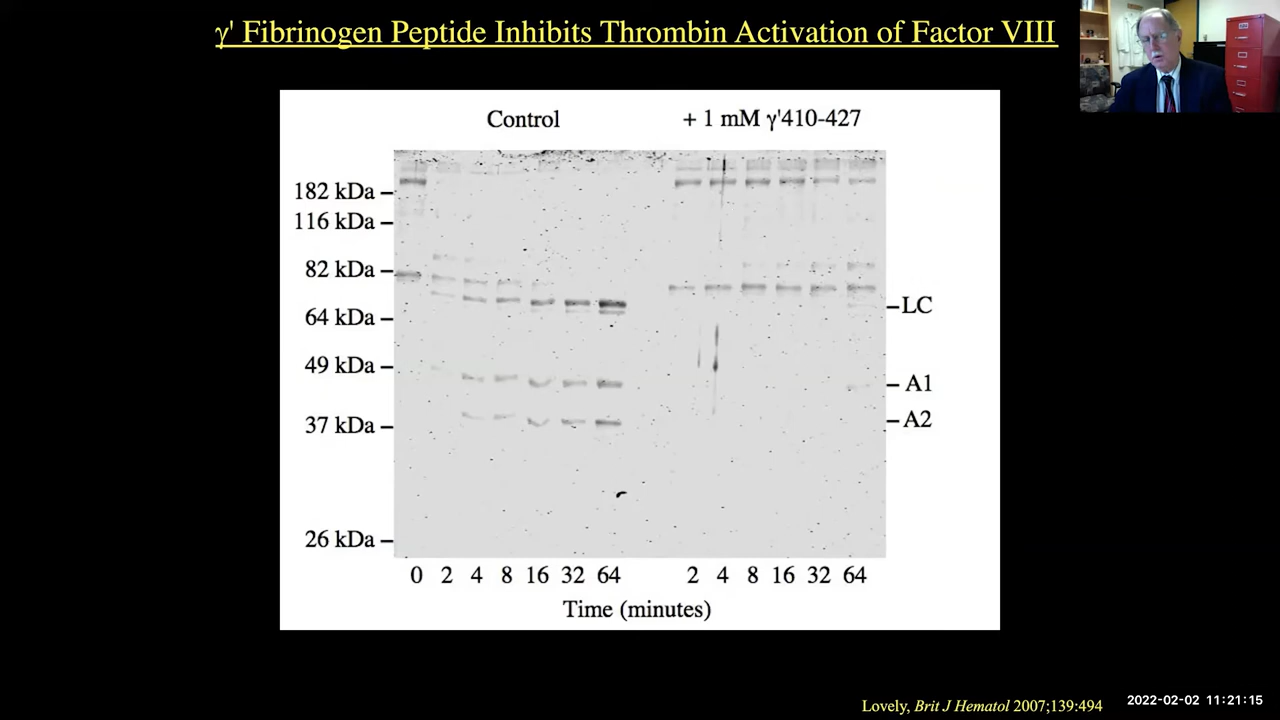 γ' Fibrinogen Peptide Inhibits Thrombin Activation of Factor VIII
Control
+ 1 mM γ'410-427
182 kDa
116 kDa
82 kDa
64 kDa
49 kDa
37 kDa
26 kDa
LC
A1
A2
0 2 4 8 16 32 64 2 4 8 16 32 64
Time (minutes)
Lovely, Brit J Hematol 2007;139:494
2022-02-02 11:21:15